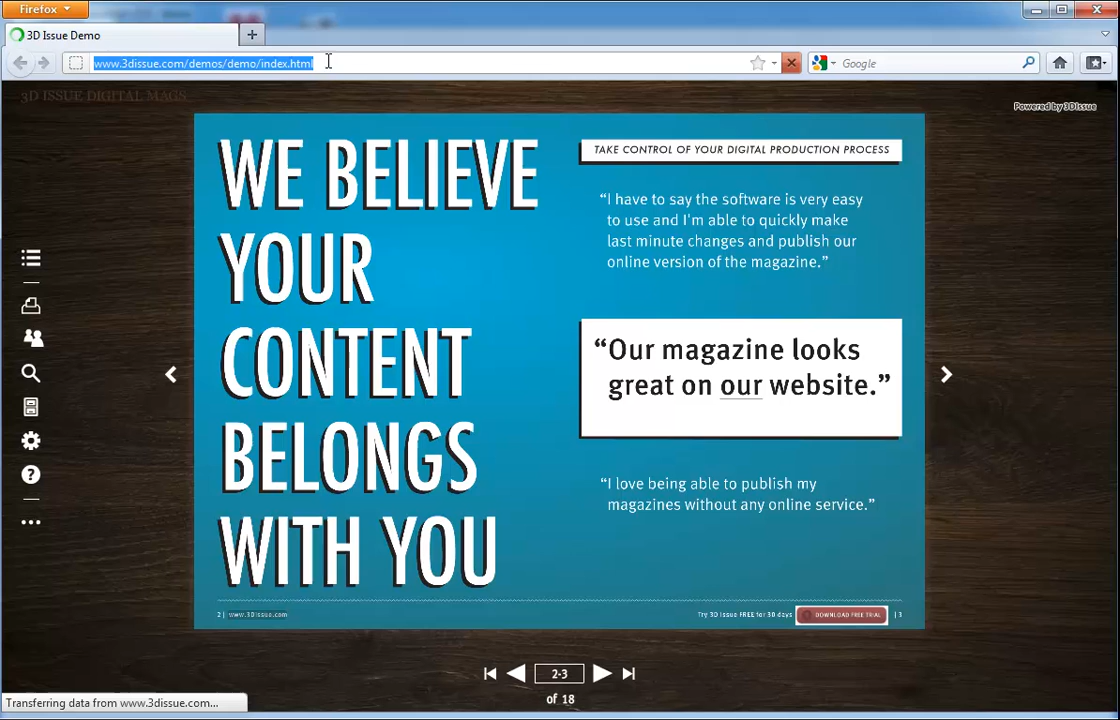 Firefox
3D Issue Demo
www.3dissue.com/demos/demo/index.html
Google
3D ISSUE DIGITAL MAGS
Powered by 3DIssue
WE BELIEVE
YOUR
CONTENT
BELONGS
WITH YOU
TAKE CONTROL OF YOUR DIGITAL PRODUCTION PROCESS
“I have to say the software is very easy
to use and I'm able to quickly make
last minute changes and publish our
online version of the magazine.”
“Our magazine looks
great on our website.”
“I love being able to publish my
magazines without any online service.”
2 | www.3Dissue.com
Try 3D Issue FREE for 30 days DOWNLOAD FREE TRIAL | 3
2-3
of 18
Transferring data from www.3dissue.com...